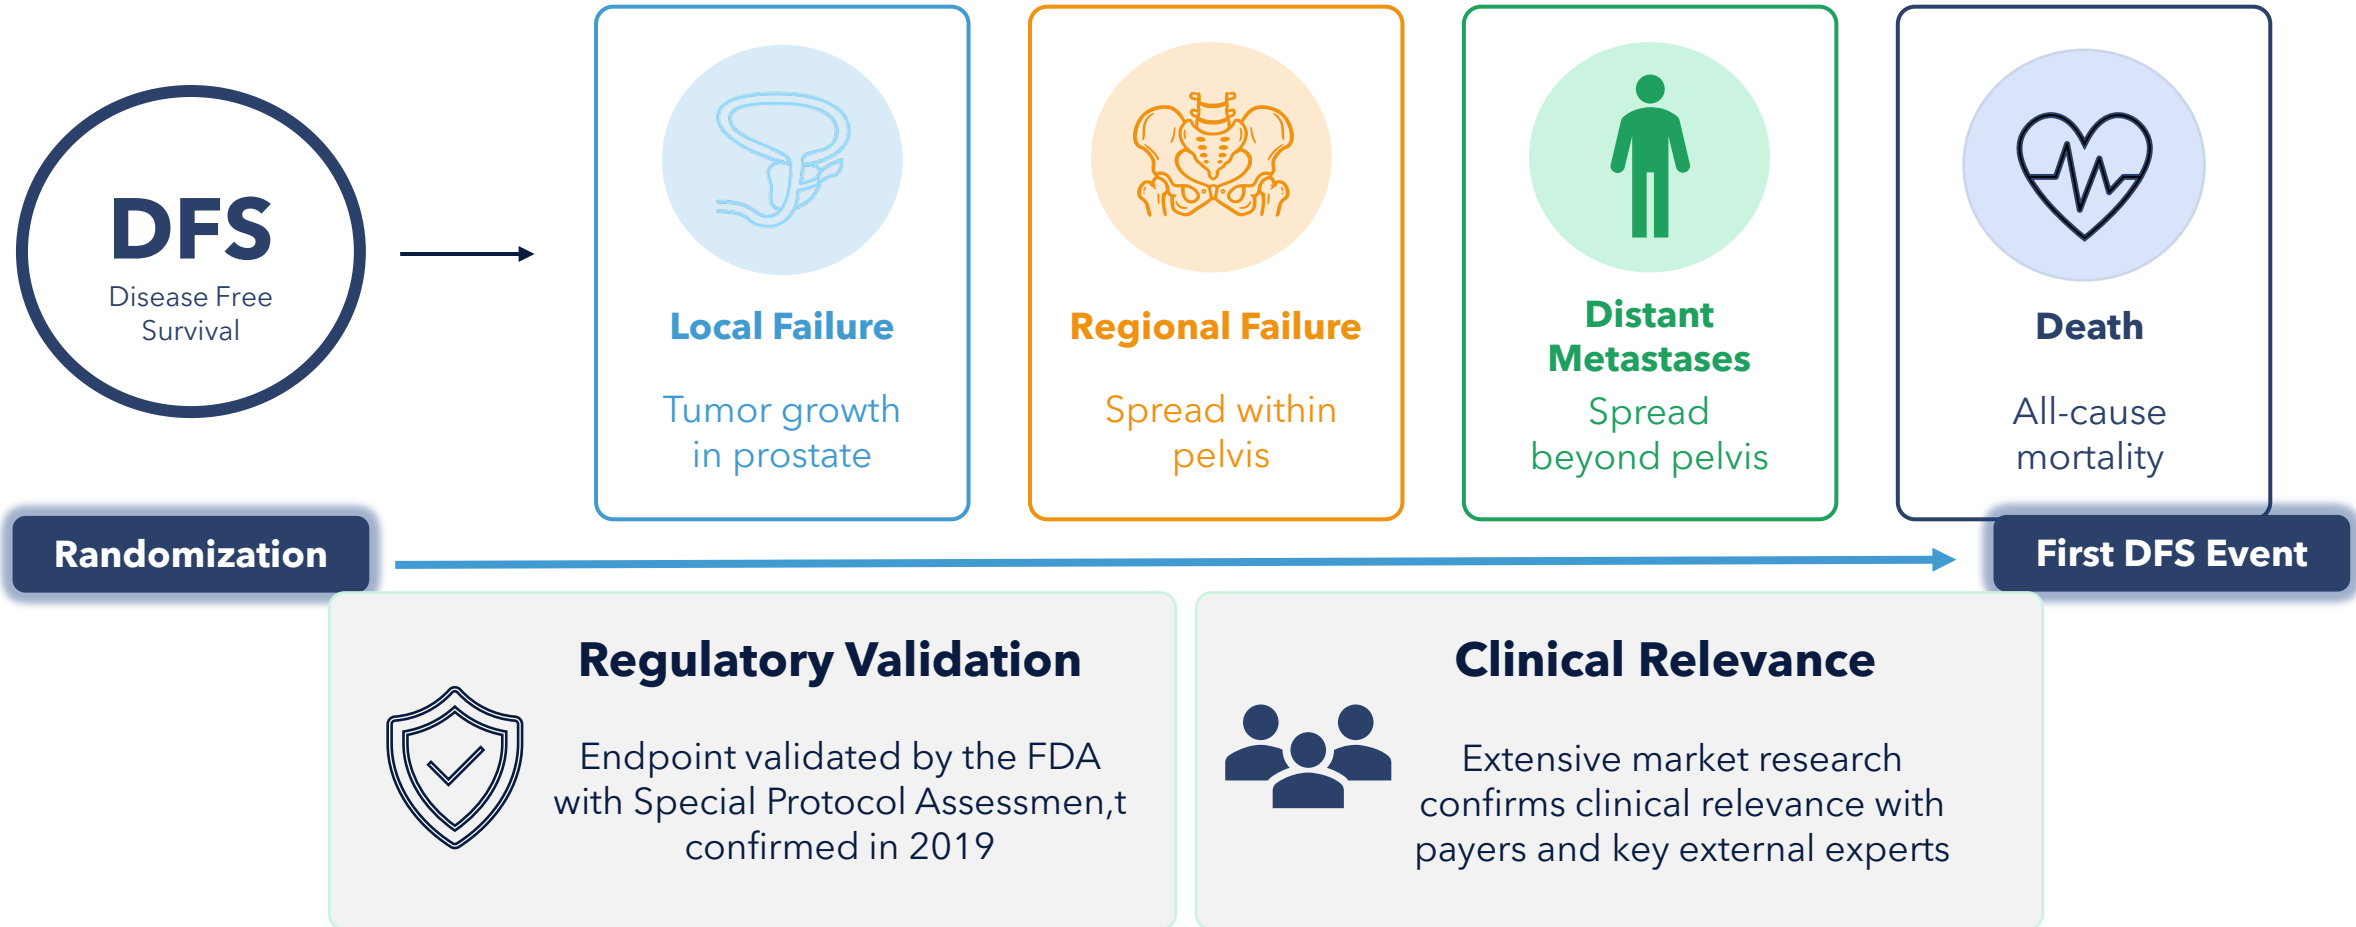 DFS
Disease Free
Survival
Local Failure
Tumor growth
in prostate
Regional Failure
Spread within
pelvis
Distant
Metastases
Spread
beyond pelvis
Death
All-cause
mortality
Randomization
First DFS Event
Regulatory Validation
Endpoint validated by the FDA
with Special Protocol Assessmen,t
confirmed in 2019
Clinical Relevance
Extensive market research
confirms clinical relevance with
payers and key external experts